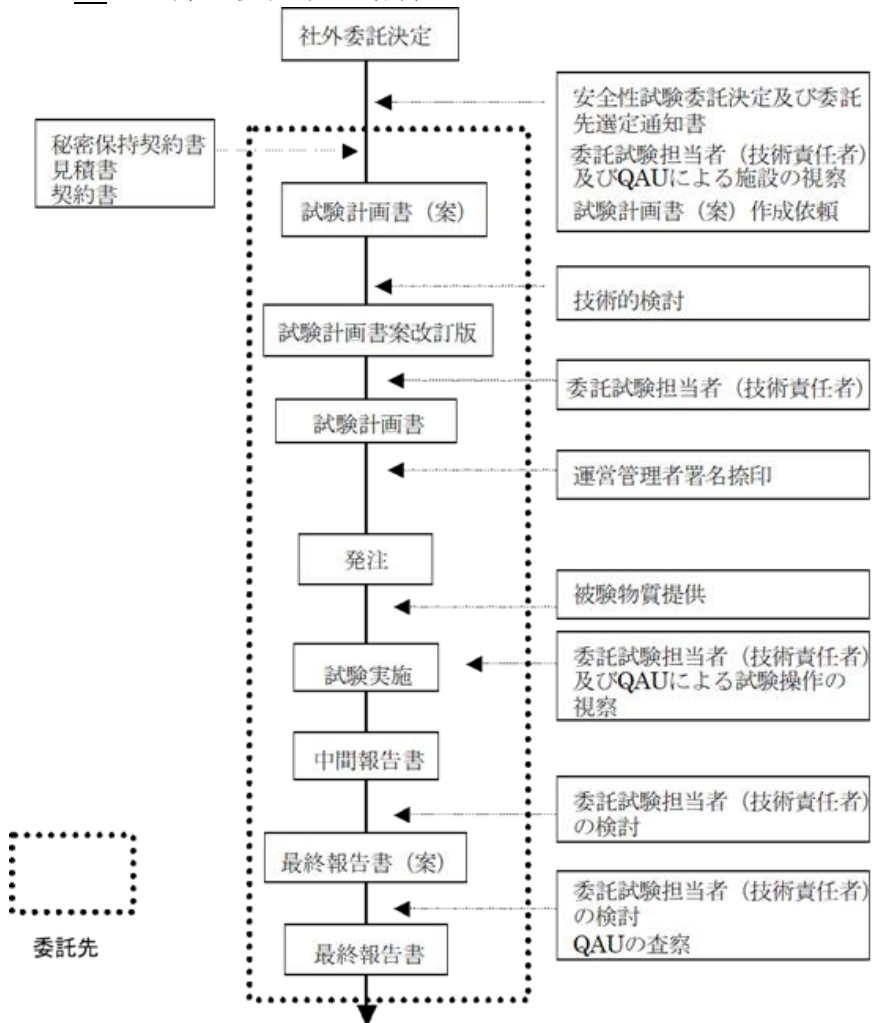 社外委託決定
安全性試験委託決定及び委託
先選定通知書
委託試験担当者（技術責任者）
及びQAUによる施設の視察
試験計画書（案）作成依頼
秘密保持契約書
見積書
契約書
試験計画書（案）
技術的検討
試験計画書案改訂版
委託試験担当者（技術責任者）
試験計画書
運営管理者署名捺印
発注
被験物質提供
試験実施
委託試験担当者（技術責任者）
及びQAUによる試験操作の
視察
中間報告書
委託試験担当者（技術責任者）
の検討
最終報告書（案）
委託試験担当者（技術責任者）
の検討
QAUの査察
最終報告書
委託先